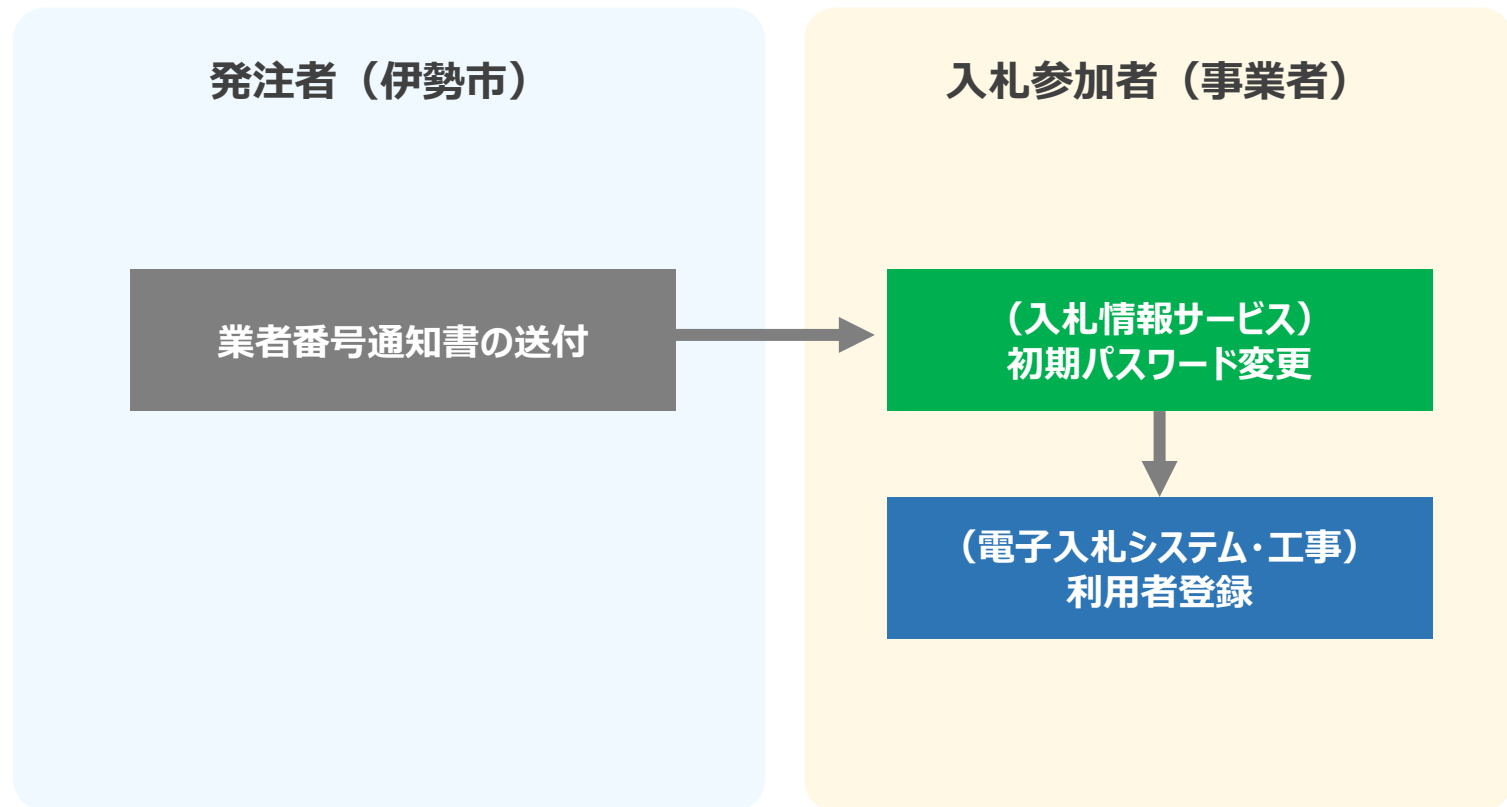 発注者（伊勢市）
入札参加者（事業者）
業者番号通知書の送付
（入札情報サービス）
初期パスワード変更
（電子入札システム・工事）
利用者登録